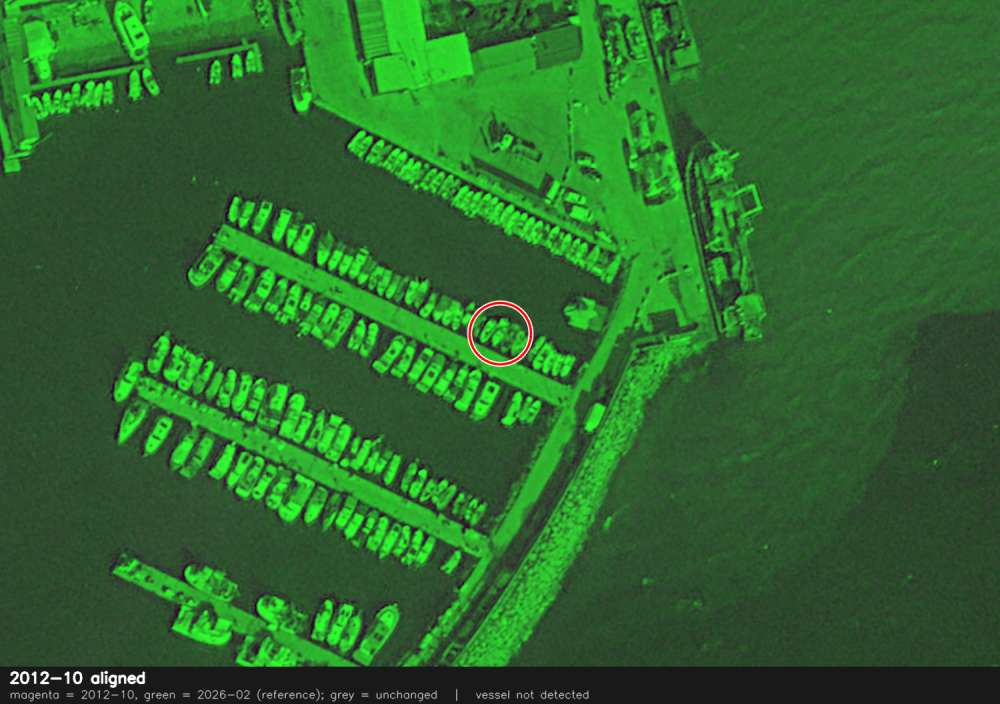 2012-10 aligned
magenta = 2012-10, green = 2026-02 (reference); grey = unchanged | vessel not detected